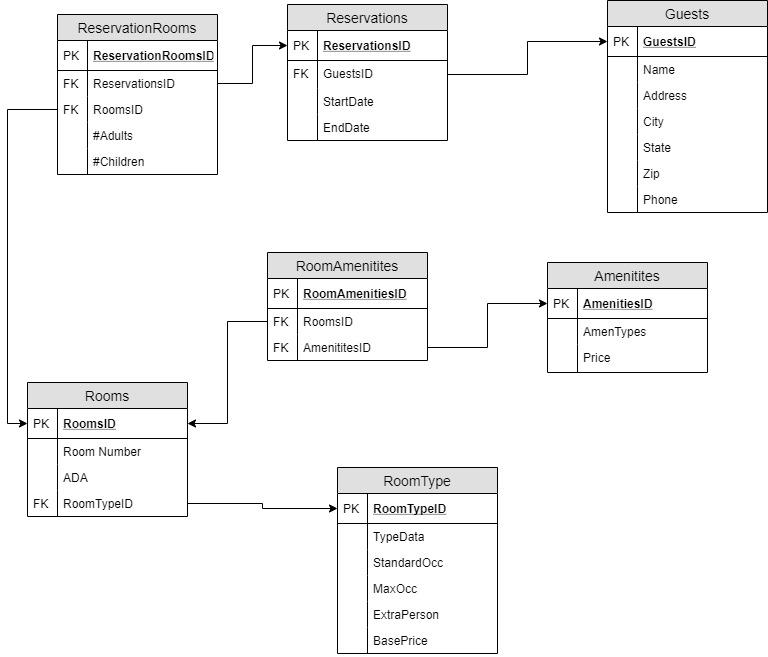 ReservationRooms
PK ReservationRoomsID
FK ReservationsID
FK RoomsID
#Adults
#Children
Reservations
PK ReservationsID
FK GuestsID
StartDate
EndDate
Guests
PK GuestsID
Name
Address
City
State
Zip
Phone
RoomAmenitites
PK RoomAmenitiesID
FK RoomsID
FK AmenititesID
Amenitites
PK AmenitiesID
AmenTypes
Price
Rooms
PK RoomsID
Room Number
ADA
FK RoomTypeID
RoomType
PK RoomTypeID
TypeData
StandardOcc
MaxOcc
ExtraPerson
BasePrice